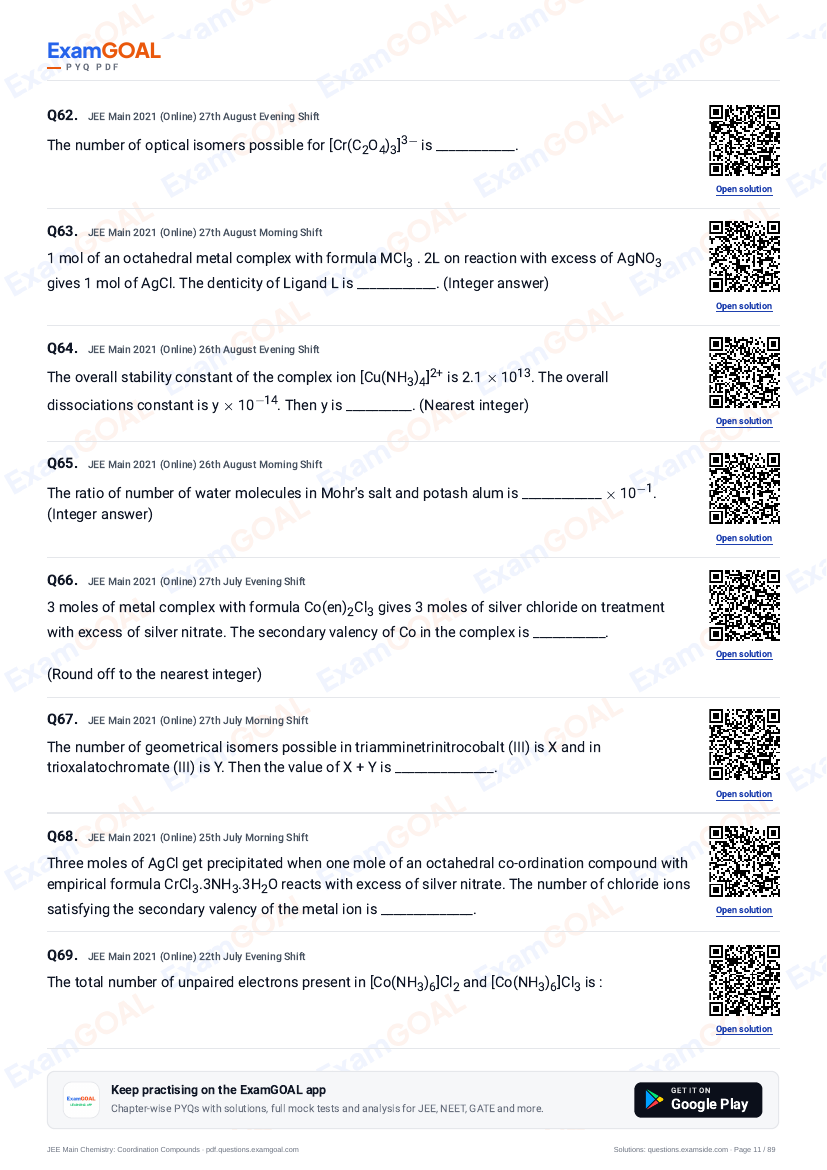 ExamGOAL
PYQ PDF
Q62. JEE Main 2021 (Online) 27th August Evening Shift
The number of optical isomers possible for [Cr(C₂O₄)₃]³⁻ is ____________.
Open solution
Q63. JEE Main 2021 (Online) 27th August Morning Shift
1 mol of an octahedral metal complex with formula MCl₃ . 2L on reaction with excess of AgNO₃
gives 1 mol of AgCl. The denticity of Ligand L is ____________. (Integer answer)
Open solution
Q64. JEE Main 2021 (Online) 26th August Evening Shift
The overall stability constant of the complex ion [Cu(NH₃)₄]²⁺ is 2.1 × 10¹³. The overall
dissociations constant is y × 10⁻¹⁴. Then y is __________. (Nearest integer)
Open solution
Q65. JEE Main 2021 (Online) 26th August Morning Shift
The ratio of number of water molecules in Mohr's salt and potash alum is ____________ × 10⁻¹.
(Integer answer)
Open solution
Q66. JEE Main 2021 (Online) 27th July Evening Shift
3 moles of metal complex with formula Co(en)₂Cl₃ gives 3 moles of silver chloride on treatment
with excess of silver nitrate. The secondary valency of Co in the complex is ___________.
(Round off to the nearest integer)
Open solution
Q67. JEE Main 2021 (Online) 27th July Morning Shift
The number of geometrical isomers possible in triamminetrinitrocobalt (III) is X and in
trioxalatochromate (III) is Y. Then the value of X + Y is _______________.
Open solution
Q68. JEE Main 2021 (Online) 25th July Morning Shift
Three moles of AgCl get precipitated when one mole of an octahedral co-ordination compound with
empirical formula CrCl₃.3NH₃.3H₂O reacts with excess of silver nitrate. The number of chloride ions
satisfying the secondary valency of the metal ion is ______________.
Open solution
Q69. JEE Main 2021 (Online) 22th July Evening Shift
The total number of unpaired electrons present in [Co(NH₃)₆]Cl₂ and [Co(NH₃)₆]Cl₃ is :
Open solution
Keep practising on the ExamGOAL app
Chapter-wise PYQs with solutions, full mock tests and analysis for JEE, NEET, GATE and more.
GET IT ON
Google Play
JEE Main Chemistry: Coordination Compounds · pdf.questions.examgoal.com
Solutions: questions.examside.com · Page 11 / 89